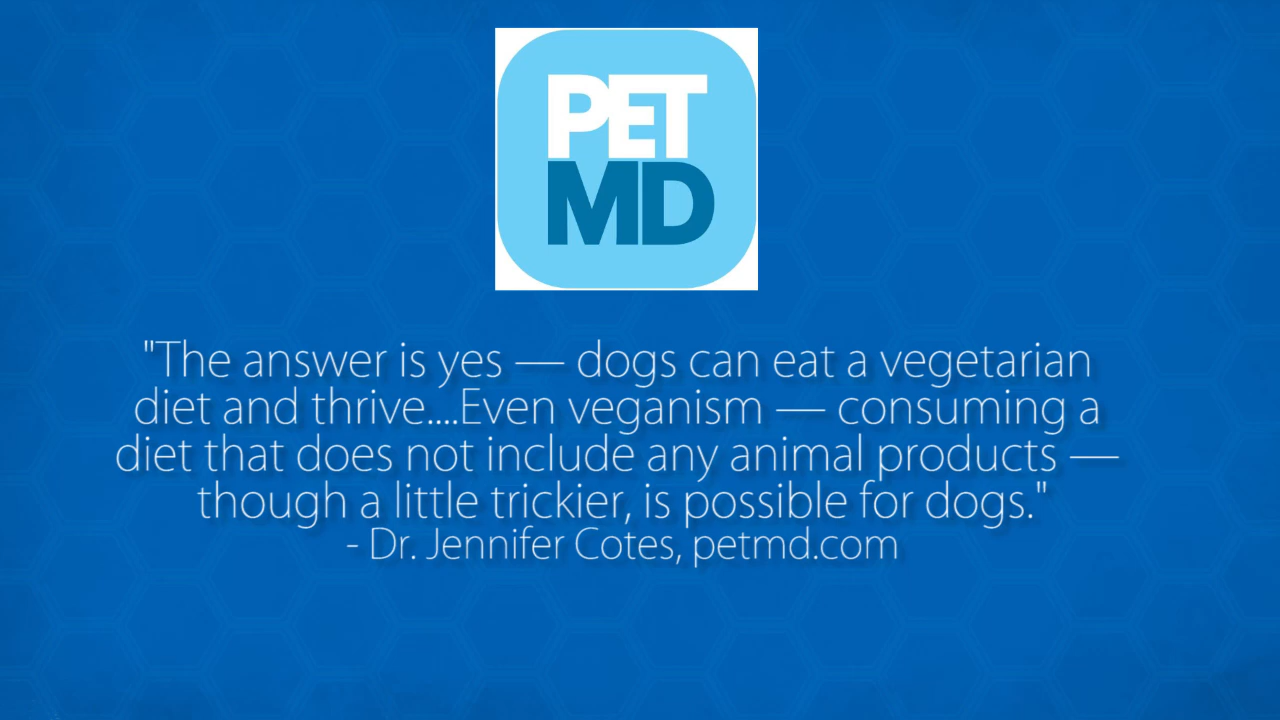 PET
MD
"The answer is yes — dogs can eat a vegetarian
diet and thrive....Even veganism — consuming a
diet that does not include any animal products —
though a little trickier, is possible for dogs."
- Dr. Jennifer Cotes, petmd.com